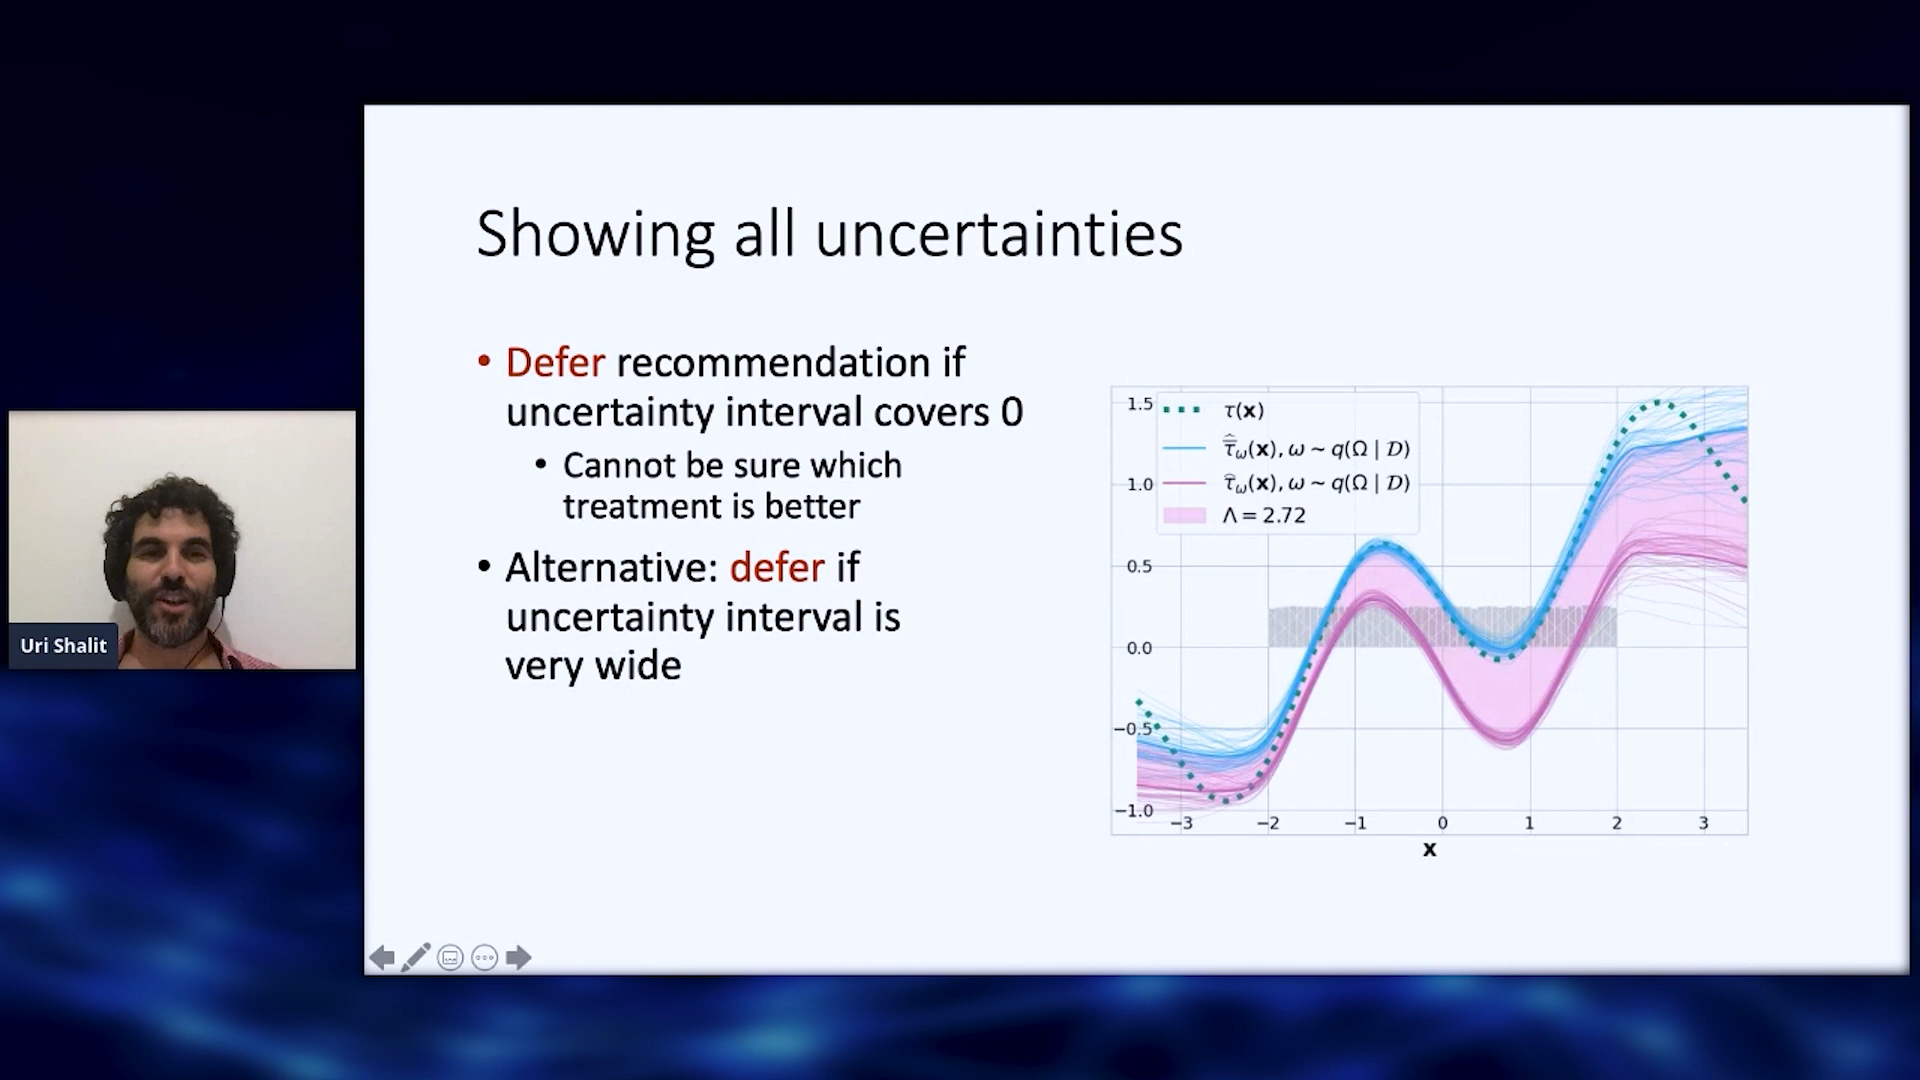 Showing all uncertainties
• Defer recommendation if
uncertainty interval covers 0
• Cannot be sure which
treatment is better
• Alternative: defer if
uncertainty interval is
very wide
τ(x)
τ̂̿_ω(x), ω ~ q(Ω | 𝒟)
τ̂_ω(x), ω ~ q(Ω | 𝒟)
Λ = 2.72
1.5
1.0
0.5
0.0
−0.5
−1.0
−3 −2 −1 0 1 2 3
x
Uri Shalit